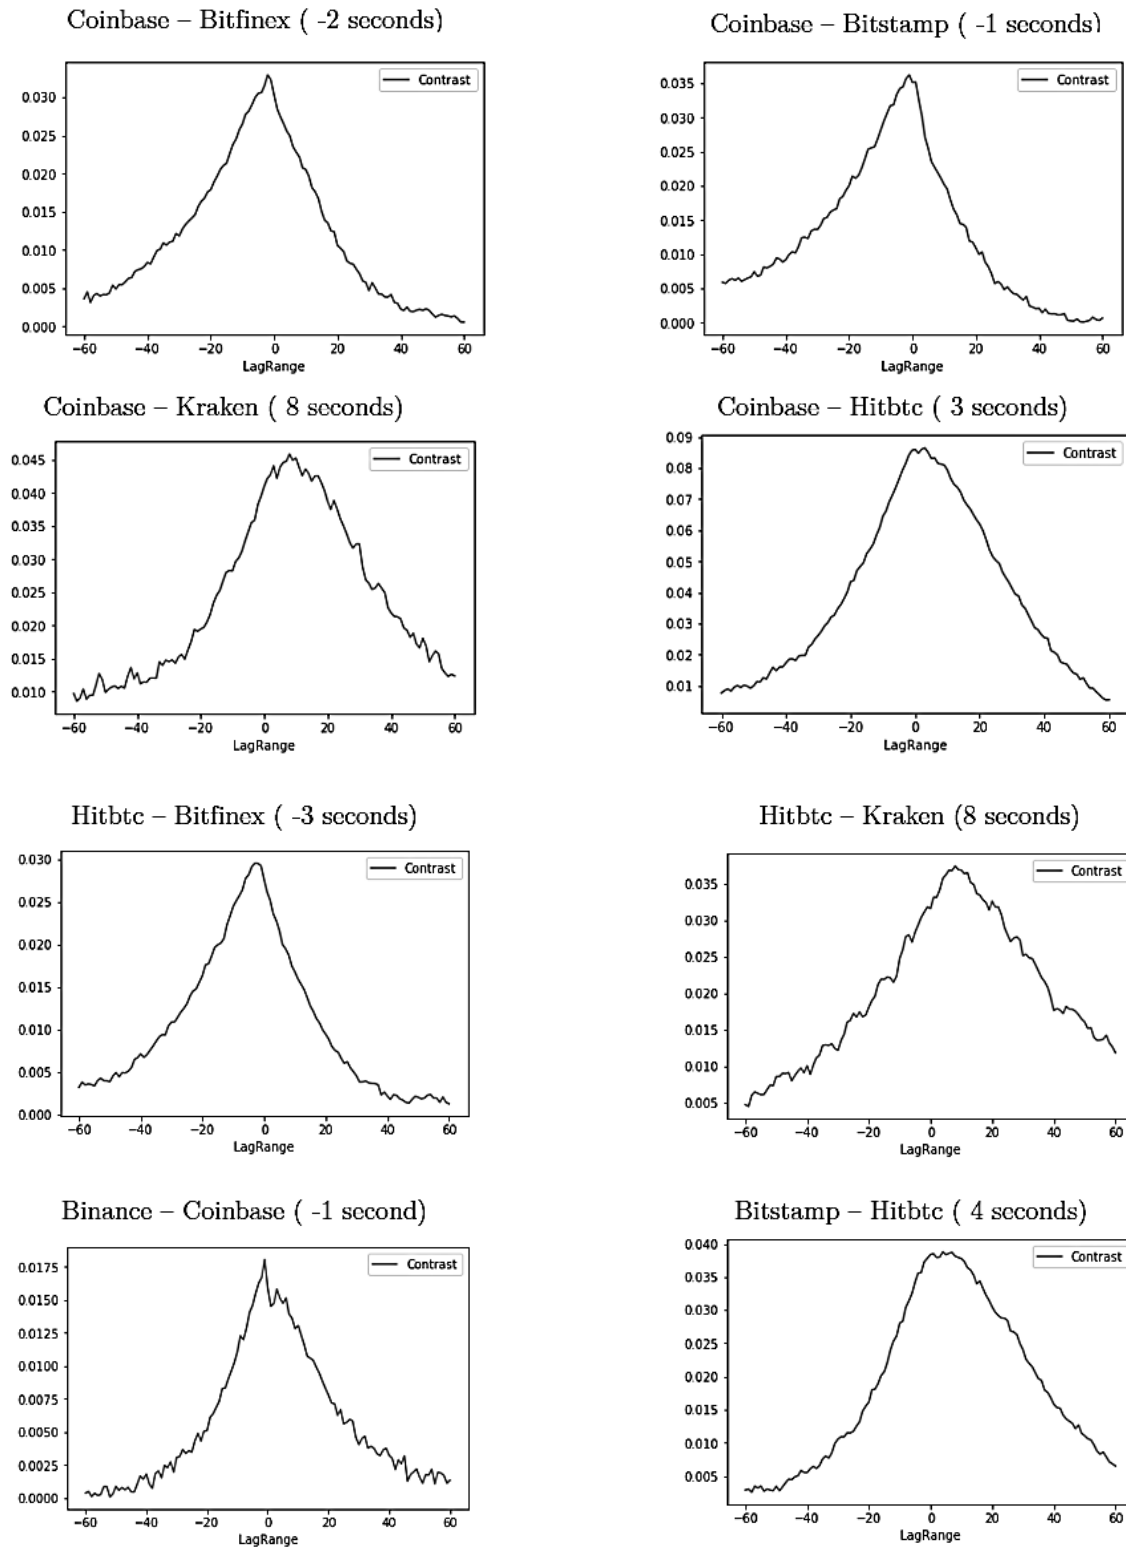 Coinbase – Bitfinex ( -2 seconds)
Contrast
0.030
0.025
0.020
0.015
0.010
0.005
0.000
−60 −40 −20 0 20 40 60
LagRange
Coinbase – Bitstamp ( -1 seconds)
Contrast
0.035
0.030
0.025
0.020
0.015
0.010
0.005
0.000
−60 −40 −20 0 20 40 60
LagRange
Coinbase – Kraken ( 8 seconds)
Contrast
0.045
0.040
0.035
0.030
0.025
0.020
0.015
0.010
−60 −40 −20 0 20 40 60
LagRange
Coinbase – Hitbtc ( 3 seconds)
Contrast
0.09
0.08
0.07
0.06
0.05
0.04
0.03
0.02
0.01
−60 −40 −20 0 20 40 60
LagRange
Hitbtc – Bitfinex ( -3 seconds)
Contrast
0.030
0.025
0.020
0.015
0.010
0.005
0.000
−60 −40 −20 0 20 40 60
LagRange
Hitbtc – Kraken (8 seconds)
Contrast
0.035
0.030
0.025
0.020
0.015
0.010
0.005
−60 −40 −20 0 20 40 60
LagRange
Binance – Coinbase ( -1 second)
Contrast
0.0175
0.0150
0.0125
0.0100
0.0075
0.0050
0.0025
0.0000
−60 −40 −20 0 20 40 60
LagRange
Bitstamp – Hitbtc ( 4 seconds)
Contrast
0.040
0.035
0.030
0.025
0.020
0.015
0.010
0.005
−60 −40 −20 0 20 40 60
LagRange